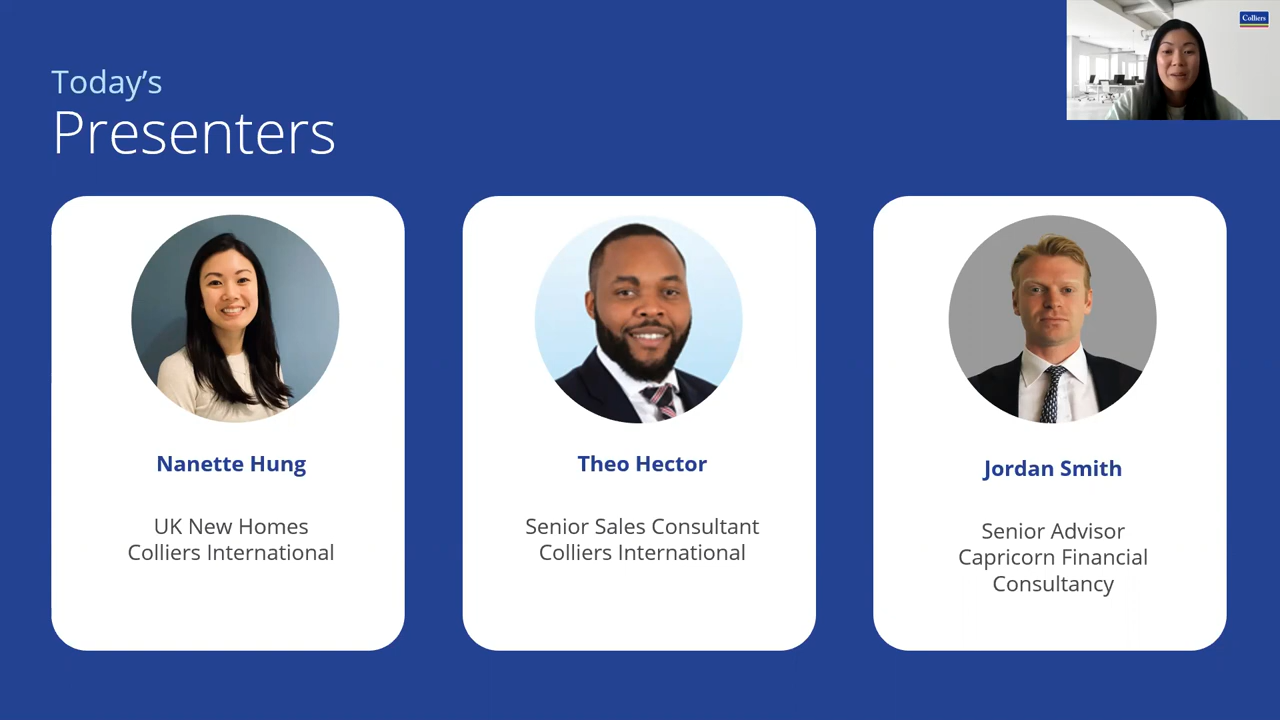 Today’s
Presenters
Colliers
Nanette Hung
UK New Homes
Colliers International
Theo Hector
Senior Sales Consultant
Colliers International
Jordan Smith
Senior Advisor
Capricorn Financial
Consultancy